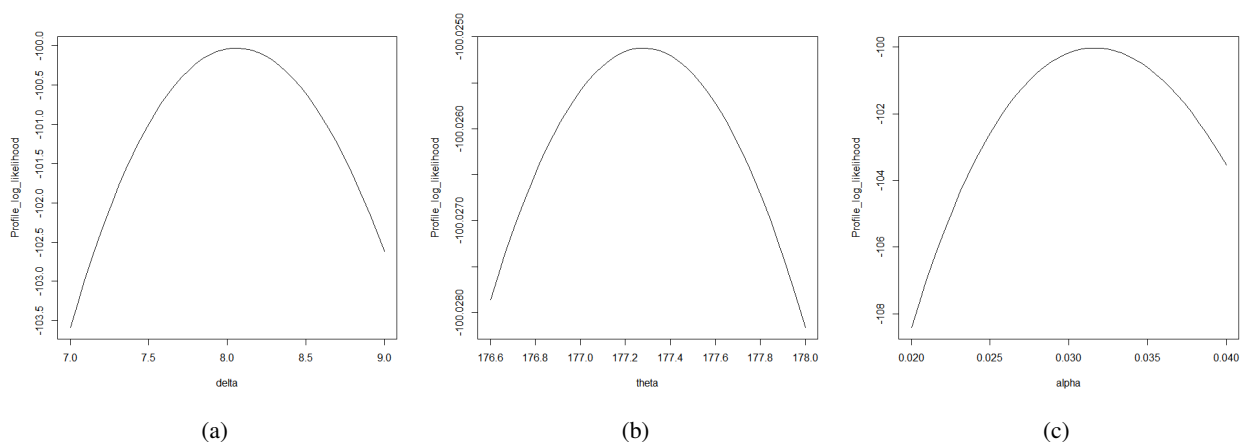 Profile_log_likelihood
-100.0
-100.5
-101.0
-101.5
-102.0
-102.5
-103.0
-103.5
7.0 7.5 8.0 8.5 9.0
delta
(a)
Profile_log_likelihood
-100.0250
-100.0260
-100.0270
-100.0280
176.6 176.8 177.0 177.2 177.4 177.6 177.8 178.0
theta
(b)
Profile_log_likelihood
-100
-102
-104
-106
-108
0.020 0.025 0.030 0.035 0.040
alpha
(c)